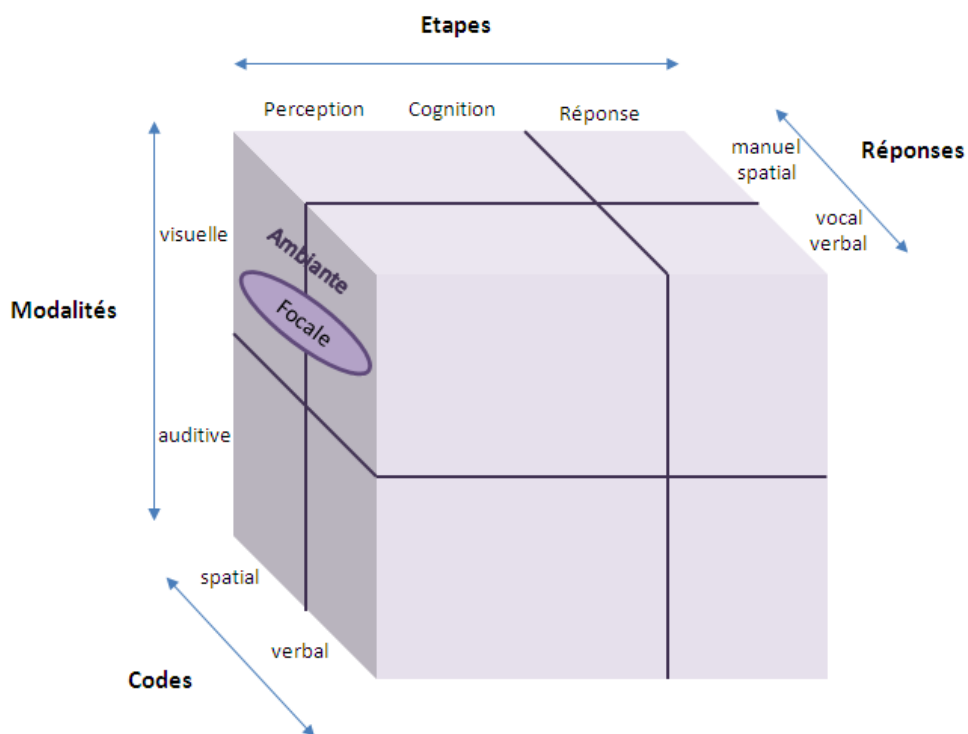 Etapes
Perception
Cognition
Réponse
manuel
spatial
Réponses
vocal
verbal
visuelle
Ambiante
Focale
Modalités
auditive
spatial
verbal
Codes